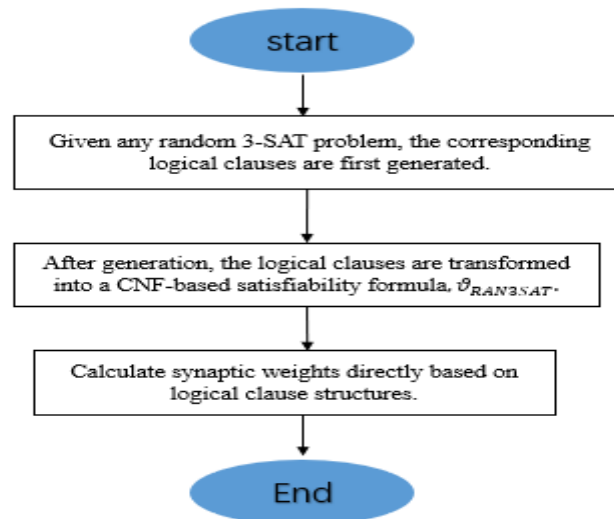 start
Given any random 3-SAT problem, the corresponding
logical clauses are first generated.
After generation, the logical clauses are transformed
into a CNF-based satisfiability formula, ϑ_RAN3SAT.
Calculate synaptic weights directly based on
logical clause structures.
End